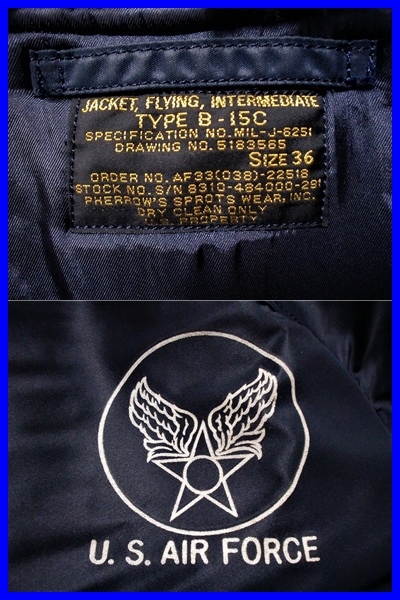 JACKET, FLYING, INTERMEDIATE
TYPE B-15C
SPECIFICATION NO. MIL-J-6251
DRAWING NO. 5183565
SIZE 36
ORDER NO. AF33(038)-22518
STOCK NO. S/N 8310-484000-291
PHERROW'S SPROTS WEAR, INC.
DRY CLEAN ONLY
U.S. PROPERTY
U. S. AIR FORCE